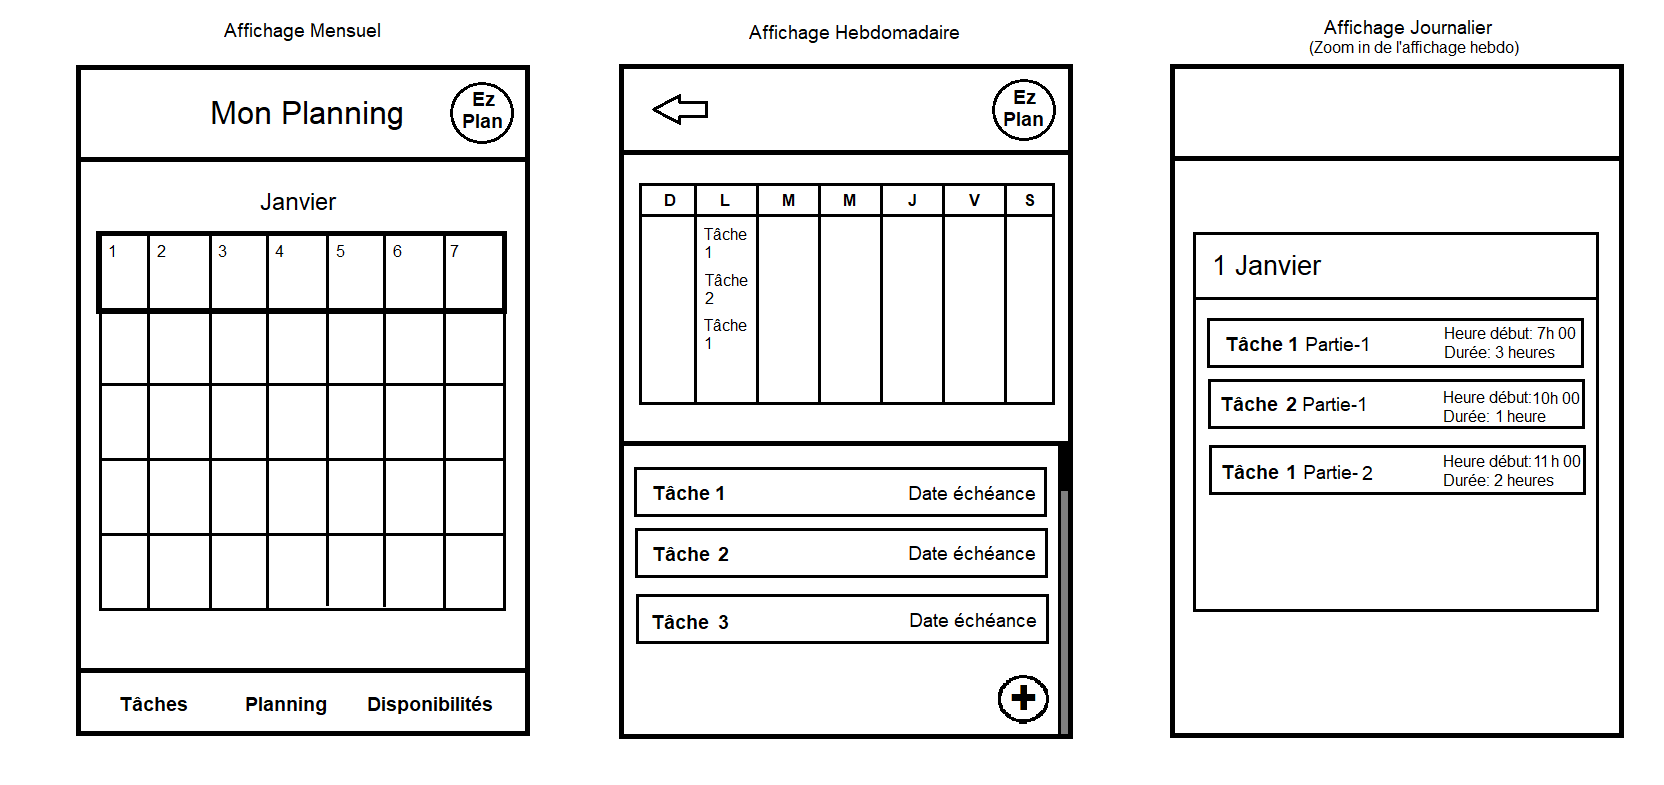 Affichage Mensuel
Mon Planning
Ez
Plan
Janvier
1 2 3 4 5 6 7
Tâches Planning Disponibilités
Affichage Hebdomadaire
Ez
Plan
D L M M J V S
Tâche
1
Tâche
2
Tâche
1
Tâche 1 Date échéance
Tâche 2 Date échéance
Tâche 3 Date échéance
Affichage Journalier
(Zoom in de l'affichage hebdo)
1 Janvier
Tâche 1 Partie-1
Heure début: 7h 00
Durée: 3 heures
Tâche 2 Partie-1
Heure début:10h 00
Durée: 1 heure
Tâche 1 Partie- 2
Heure début:11h 00
Durée: 2 heures